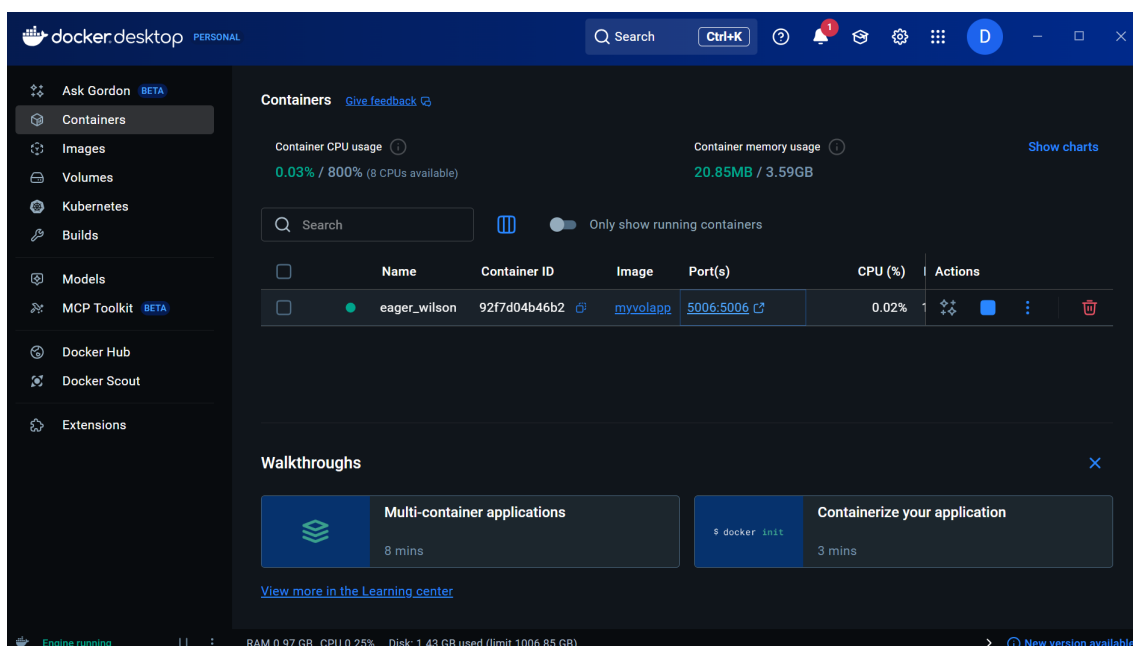 docker.desktop PERSONAL
Search Ctrl+K
1
D
Ask Gordon BETA
Containers
Images
Volumes
Kubernetes
Builds
Models
MCP Toolkit BETA
Docker Hub
Docker Scout
Extensions
Containers Give feedback
Container CPU usage
0.03% / 800% (8 CPUs available)
Container memory usage
20.85MB / 3.59GB
Show charts
Search
Only show running containers
Name Container ID Image Port(s) CPU (%) Actions
eager_wilson 92f7d04b46b2 myvolapp 5006:5006 0.02% 1
Walkthroughs
Multi-container applications
8 mins
$ docker init
Containerize your application
3 mins
View more in the Learning center
Engine running RAM 0.97 GB CPU 0.25% Disk: 1.43 GB used (limit 1006.85 GB) New version available